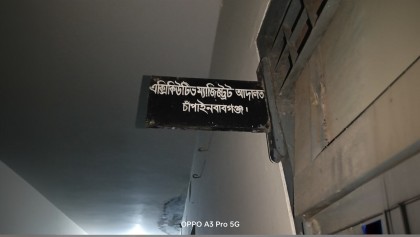 এক্সিকিউটিভ ম্যাজিষ্ট্রেট আদালত
চাঁপাইনবাবগঞ্জ।
OPPO A3 Pro 5G